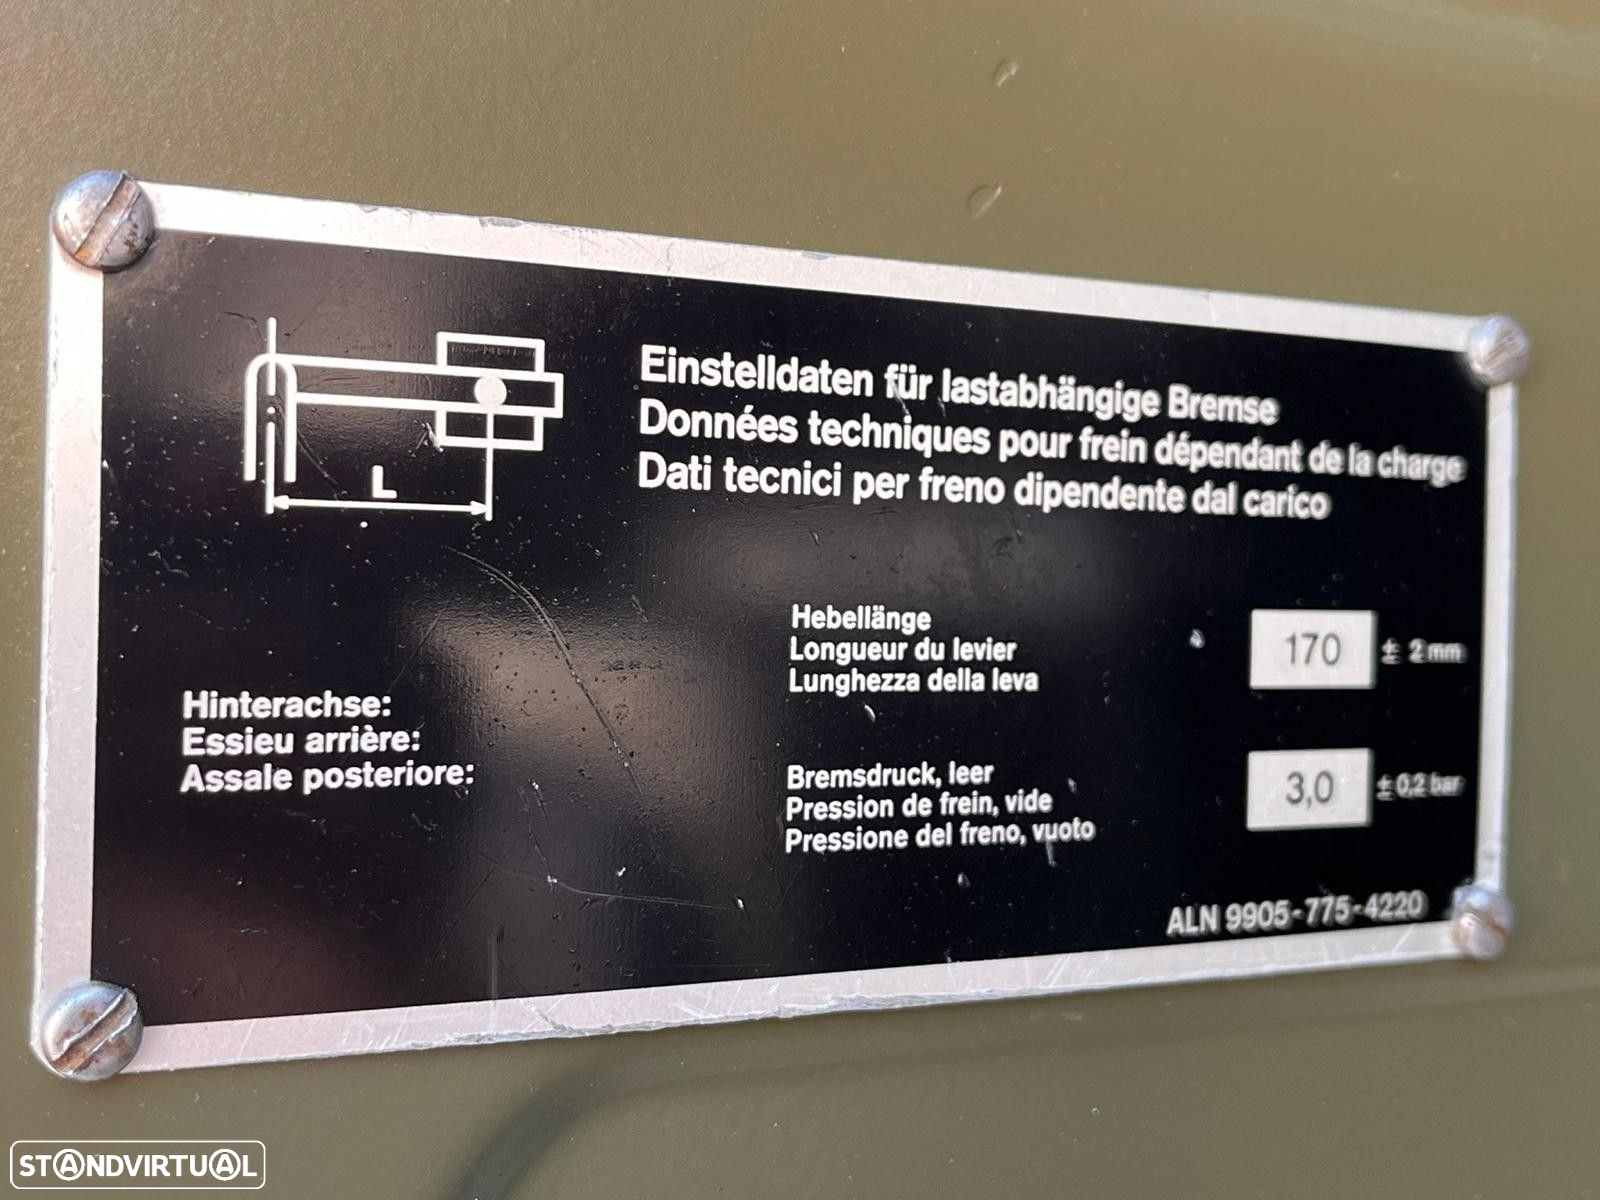 L
Einstelldaten für lastabhängige Bremse
Données techniques pour frein dépendant de la charge
Dati tecnici per freno dipendente dal carico
Hinterachse:
Essieu arrière:
Assale posteriore:
Hebellänge
Longueur du levier
Lunghezza della leva
170 ± 2 mm
Bremsdruck, leer
Pression de frein, vide
Pressione del freno, vuoto
3,0 ± 0,2 bar
ALN 9905-775-4220
STANDVIRTUAL